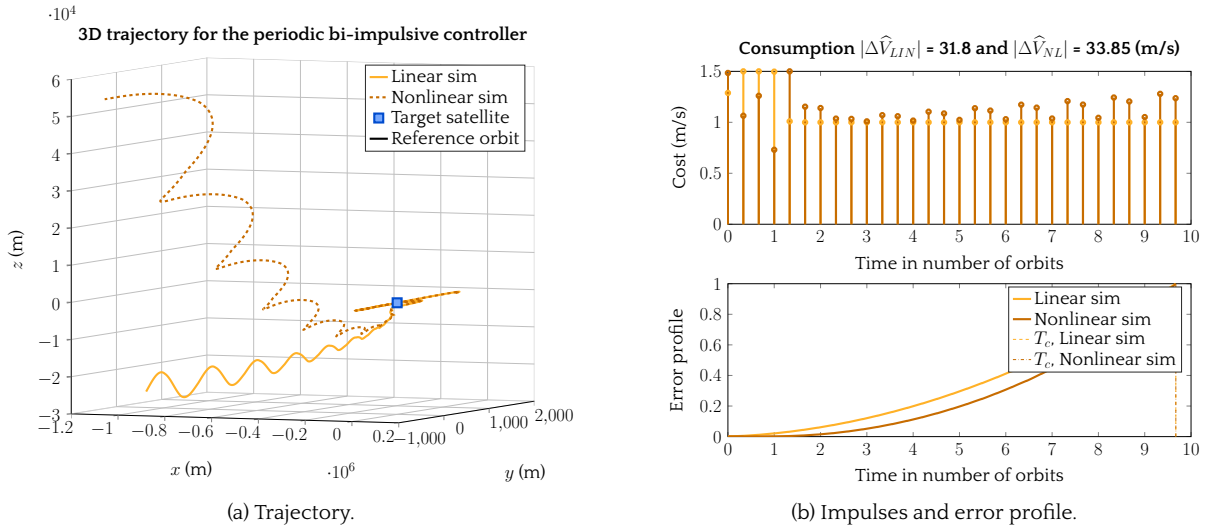 ·10⁴
3D trajectory for the periodic bi-impulsive controller
6
5
4
3
2
1
0
−1
−2
−3
z (m)
Linear sim
Nonlinear sim
Target satellite
Reference orbit
−1.2 −1 −0.8 −0.6 −0.4 −0.2 0 0.2
−1,000 0 1,000 2,000
x (m)
·10⁶
y (m)
(a) Trajectory.
Consumption |ΔV̂_LIN| = 31.8 and |ΔV̂_NL| = 33.85 (m/s)
1.5
1
0.5
0
Cost (m/s)
0 1 2 3 4 5 6 7 8 9 10
Time in number of orbits
1
0.8
0.6
0.4
0.2
0
Error profile
Linear sim
Nonlinear sim
T_c, Linear sim
T_c, Nonlinear sim
0 1 2 3 4 5 6 7 8 9 10
Time in number of orbits
(b) Impulses and error profile.